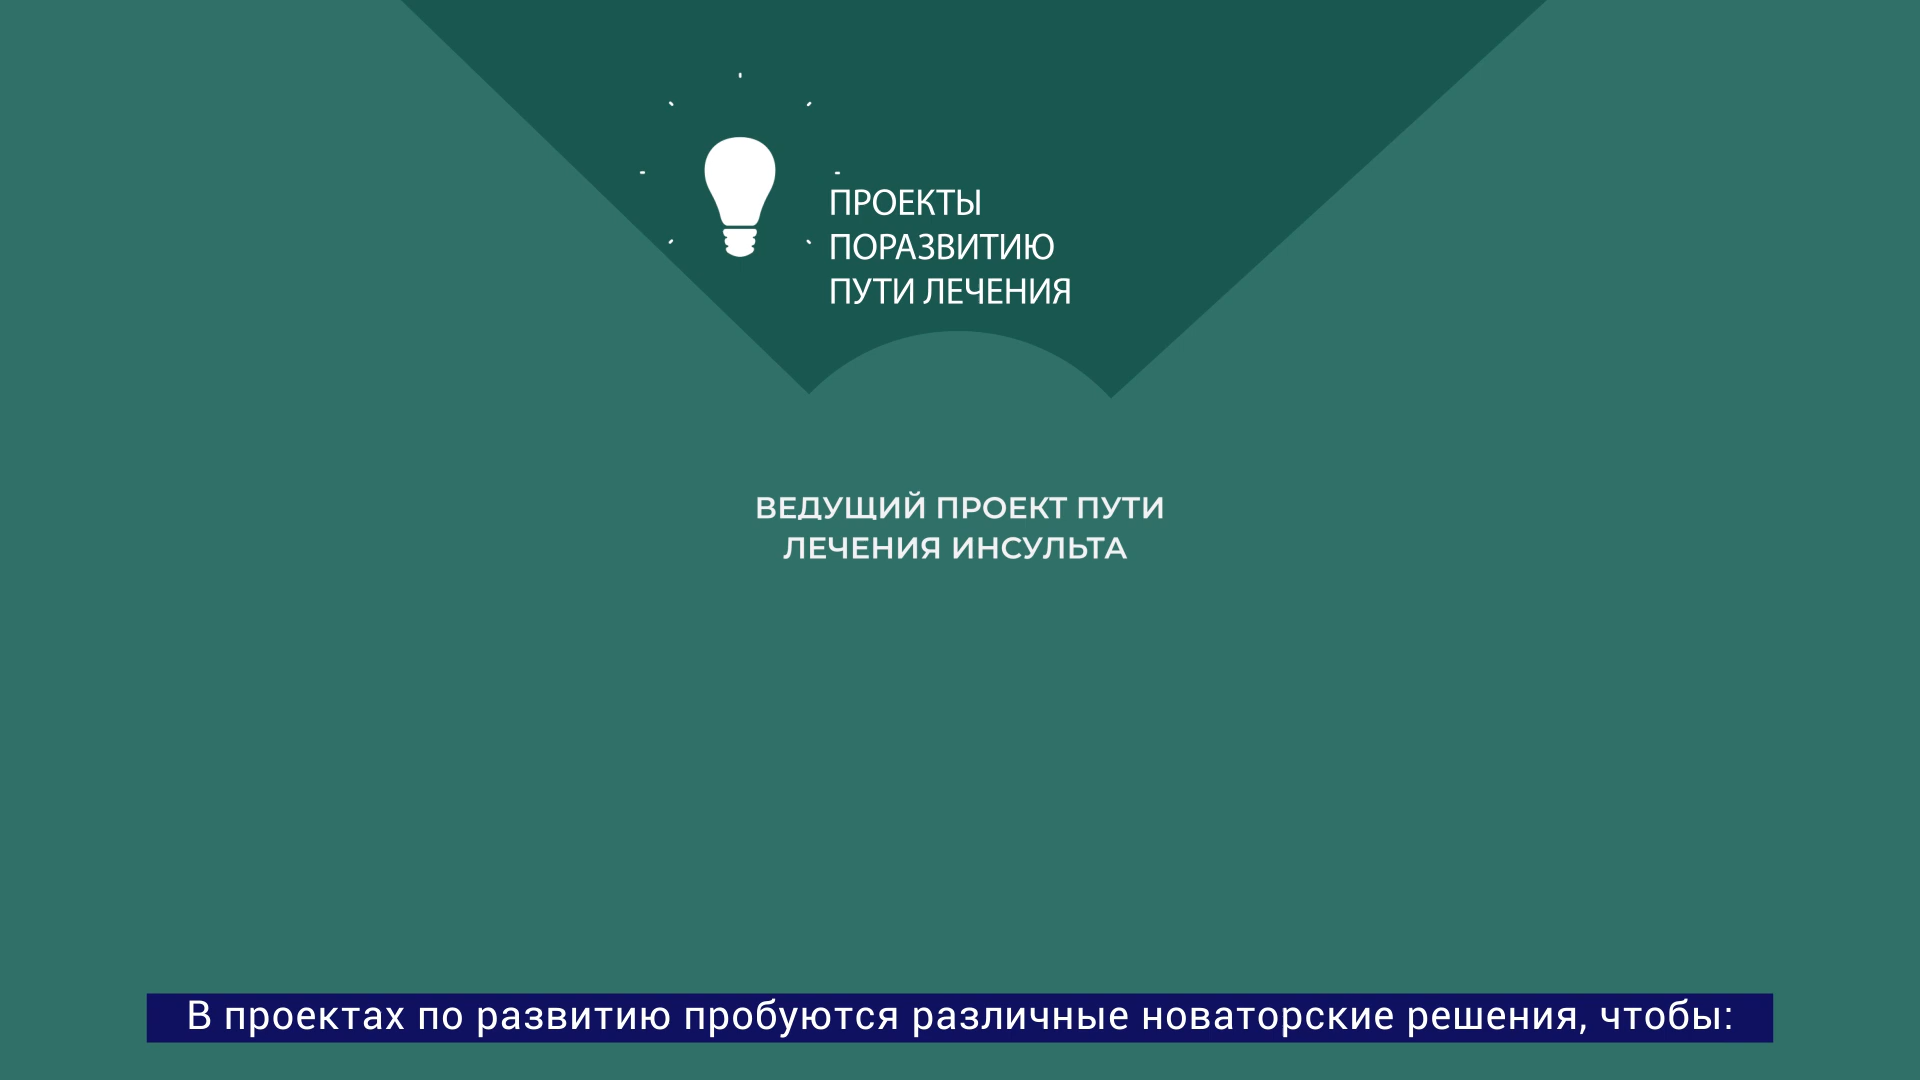 ПРОЕКТЫ
ПОРАЗВИТИЮ
ПУТИ ЛЕЧЕНИЯ
ВЕДУЩИЙ ПРОЕКТ ПУТИ
ЛЕЧЕНИЯ ИНСУЛЬТА
В проектах по развитию пробуются различные новаторские решения, чтобы: